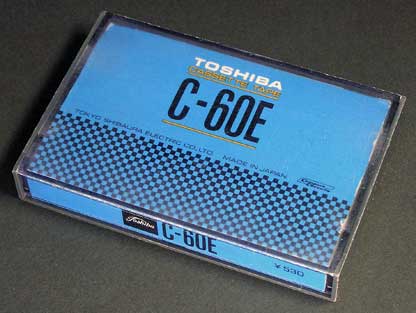 TOSHIBA
CASSETTE TAPE
C-60E
TOKYO SHIBAURA ELECTRIC CO.,LTD. MADE IN JAPAN
Toshiba
C-60E
¥530